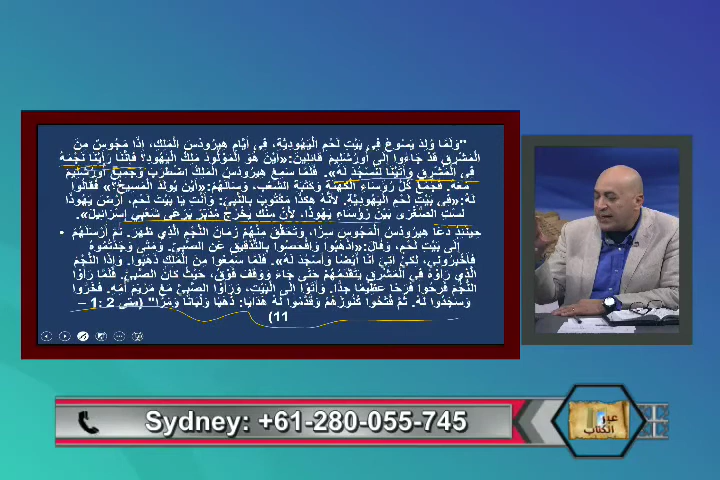 "وَلَمَّا وُلِدَ يَسُوعُ فِي بَيْتِ لَحْمِ الْيَهُودِيَّةِ، فِي أَيَّامِ هِيرُودُسَ الْمَلِكِ، إِذَا مَجُوسٌ مِنَ
الْمَشْرِقِ قَدْ جَاءُوا إِلَى أُورُشَلِيمَ قَائِلِينَ:«أَيْنَ هُوَ الْمَوْلُودُ مَلِكُ الْيَهُودِ؟ فَإِنَّنَا رَأَيْنَا نَجْمَهُ
فِي الْمَشْرِقِ وَأَتَيْنَا لِنَسْجُدَ لَهُ». فَلَمَّا سَمِعَ هِيرُودُسُ الْمَلِكُ اضْطَرَبَ وَجَمِيعُ أُورُشَلِيمَ
مَعَهُ. فَجَمَعَ كُلَّ رُؤَسَاءِ الْكَهَنَةِ وَكَتَبَةِ الشَّعْبِ، وَسَأَلَهُمْ:«أَيْنَ يُولَدُ الْمَسِيحُ؟» فَقَالُوا
لَهُ:«فِي بَيْتِ لَحْمِ الْيَهُودِيَّةِ. لأَنَّهُ هكَذَا مَكْتُوبٌ بِالنَّبِيِّ: وَأَنْتِ يَا بَيْتَ لَحْمٍ، أَرْضَ يَهُوذَا
لَسْتِ الصُّغْرَى بَيْنَ رُؤَسَاءِ يَهُوذَا، لأَنَّ مِنْكِ يَخْرُجُ مُدَبِّرٌ يَرْعَى شَعْبِي إِسْرَائِيلَ».
• حِينَئِذٍ دَعَا هِيرُودُسُ الْمَجُوسَ سِرًّا، وَتَحَقَّقَ مِنْهُمْ زَمَانَ النَّجْمِ الَّذِي ظَهَرَ. ثُمَّ أَرْسَلَهُمْ
إِلَى بَيْتِ لَحْمٍ، وَقَالَ:«اذْهَبُوا وَافْحَصُوا بِالتَّدْقِيقِ عَنِ الصَّبِيِّ. وَمَتَى وَجَدْتُمُوهُ
فَأَخْبِرُونِي، لِكَيْ آتِيَ أَنَا أَيْضًا وَأَسْجُدَ لَهُ». فَلَمَّا سَمِعُوا مِنَ الْمَلِكِ ذَهَبُوا. وَإِذَا النَّجْمُ
الَّذِي رَأَوْهُ فِي الْمَشْرِقِ يَتَقَدَّمُهُمْ حَتَّى جَاءَ وَوَقَفَ فَوْقُ، حَيْثُ كَانَ الصَّبِيُّ. فَلَمَّا رَأَوُا
النَّجْمَ فَرِحُوا فَرَحًا عَظِيمًا جِدًّا. وَأَتَوْا إِلَى الْبَيْتِ، وَرَأَوُا الصَّبِيَّ مَعَ مَرْيَمَ أُمِّهِ. فَخَرُّوا
وَسَجَدُوا لَهُ. ثُمَّ فَتَحُوا كُنُوزَهُمْ وَقَدَّمُوا لَهُ هَدَايَا: ذَهَبًا وَلُبَانًا وَمُرًّا" (متى 2 :1 –
11)
Sydney: +61-280-055-745
عبر الكتاب